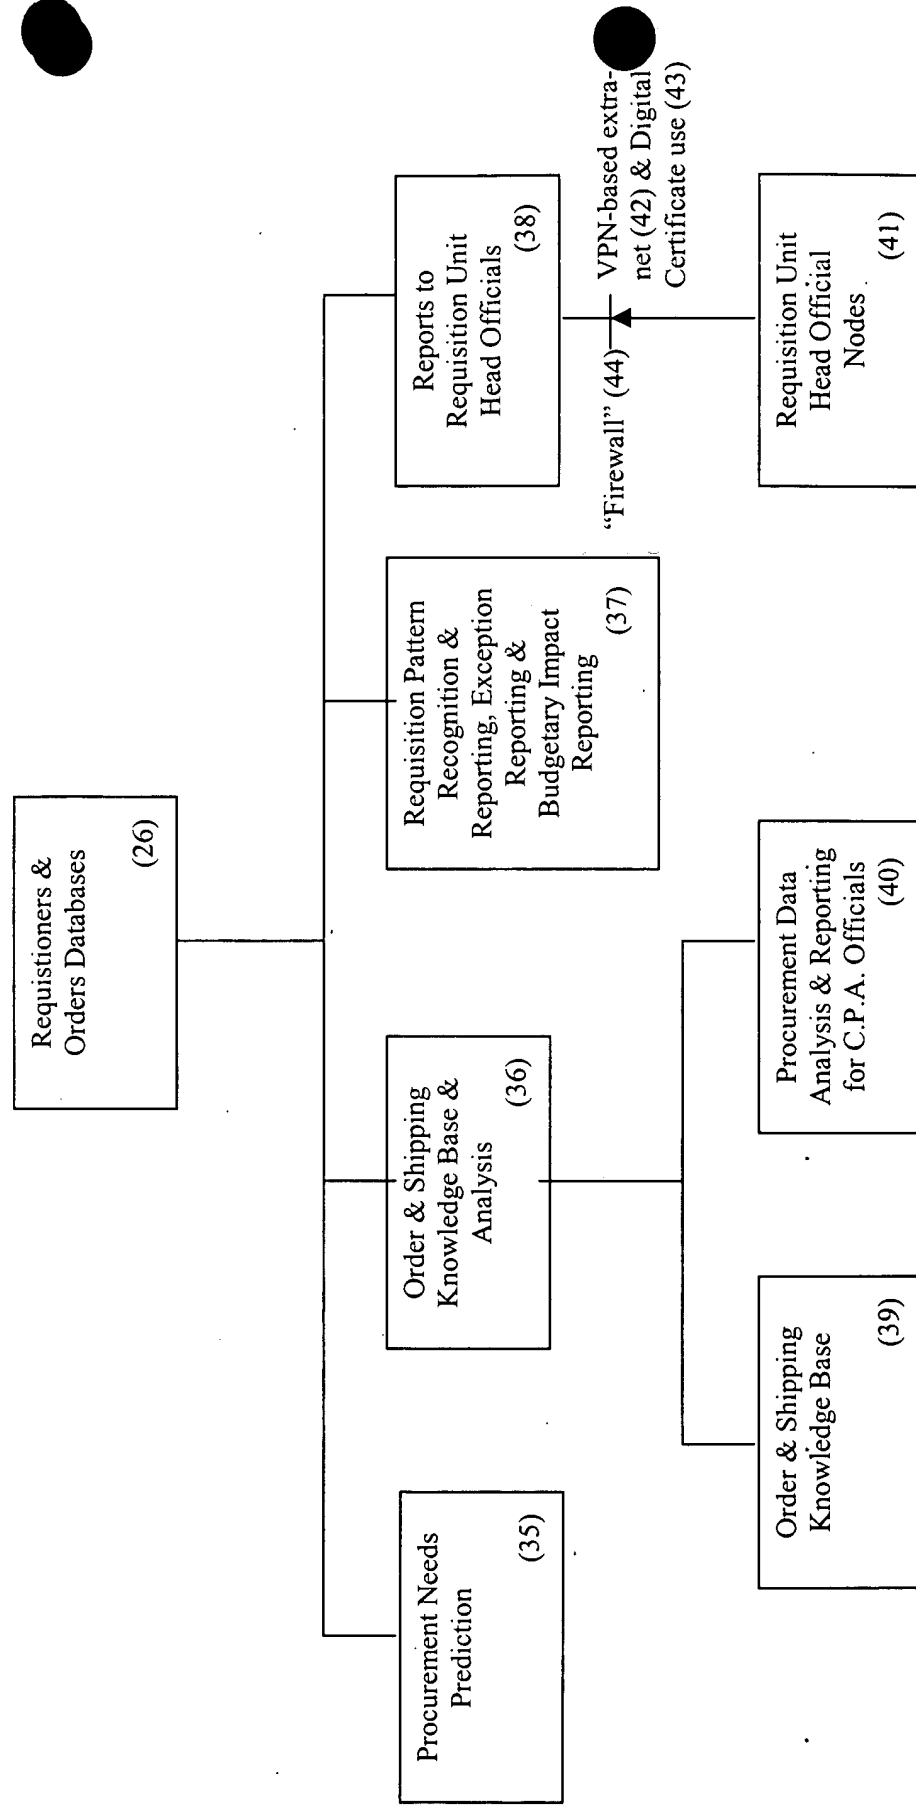 Requistioners &
Orders Databases
(26)
Procurement Needs
Prediction
(35)
Order & Shipping
Knowledge Base &
Analysis
(36)
Requisition Pattern
Recognition &
Reporting, Exception
Reporting &
Budgetary Impact
Reporting
(37)
Reports to
Requisition Unit
Head Officials
(38)
"Firewall" (44)
VPN-based extra-
net (42) & Digital
Certificate use (43)
Order & Shipping
Knowledge Base
(39)
Procurement Data
Analysis & Reporting
for C.P.A. Officials
(40)
Requisition Unit
Head Official
Nodes
(41)